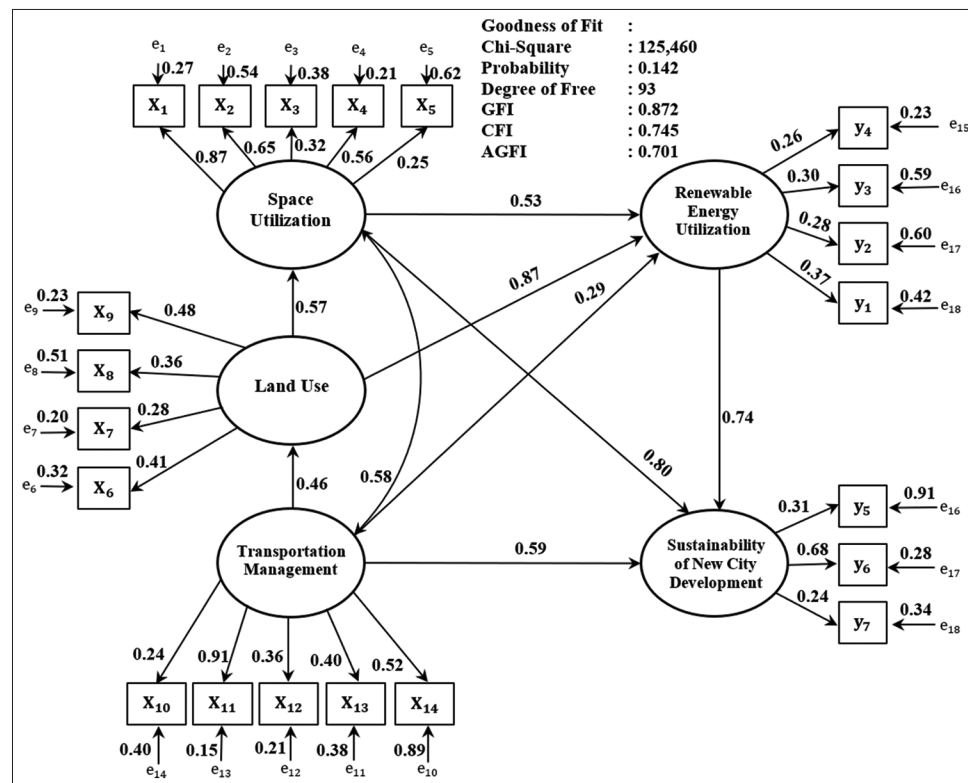 Goodness of Fit :
Chi-Square : 125,460
Probability : 0.142
Degree of Free : 93
GFI : 0.872
CFI : 0.745
AGFI : 0.701
e1 e2 e3 e4 e5
0.27 0.54 0.38 0.21 0.62
X1 X2 X3 X4 X5
0.87 0.65 0.32 0.56 0.25
Space
Utilization
0.53
Renewable
Energy
Utilization
0.26 y4 0.23 e15
0.30 y3 0.59 e16
0.28 y2 0.60 e17
0.37 y1 0.42 e18
0.57
0.87
0.29
e9 0.23 X9 0.48
e8 0.51 X8 0.36
e7 0.20 X7 0.28
e6 0.32 X6 0.41
Land Use
0.74
0.46
0.58
0.80
Transportation
Management
0.59
Sustainability
of New City
Development
0.31 y5 0.91 e16
0.68 y6 0.28 e17
0.24 y7 0.34 e18
0.24 0.91 0.36 0.40 0.52
X10 X11 X12 X13 X14
0.40 0.15 0.21 0.38 0.89
e14 e13 e12 e11 e10